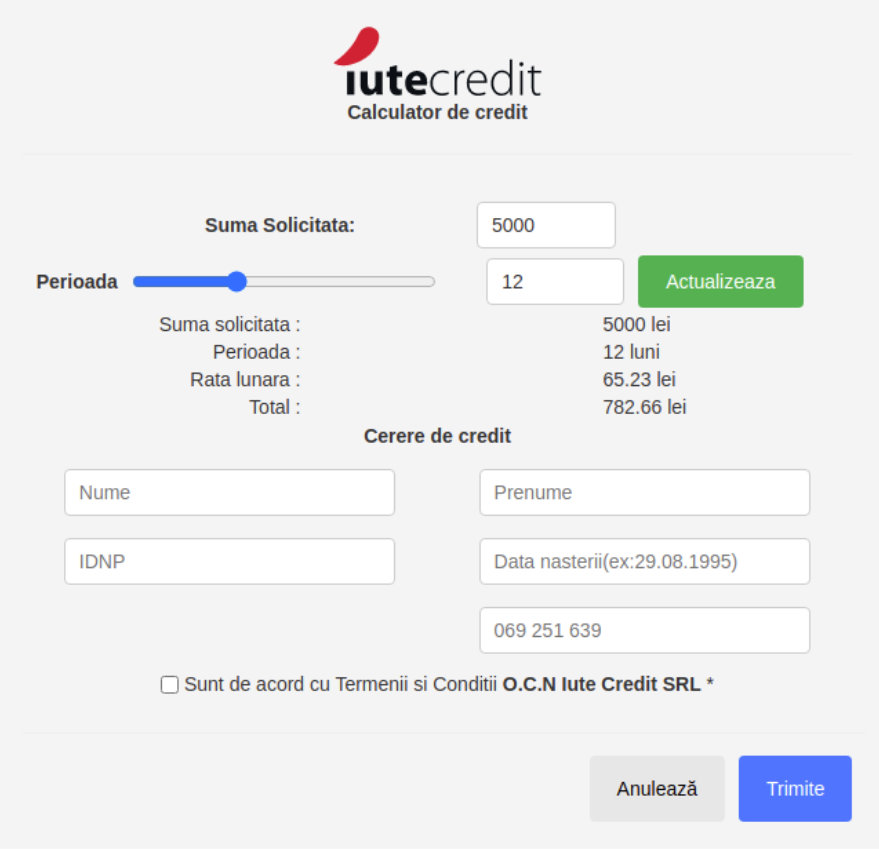 iutecredit
Calculator de credit
Suma Solicitata: 5000
Perioada 12 Actualizeaza
Suma solicitata : 5000 lei
Perioada : 12 luni
Rata lunara : 65.23 lei
Total : 782.66 lei
Cerere de credit
Nume Prenume
IDNP Data nasterii(ex:29.08.1995)
069 251 639
Sunt de acord cu Termenii si Conditii O.C.N Iute Credit SRL *
Anulează Trimite